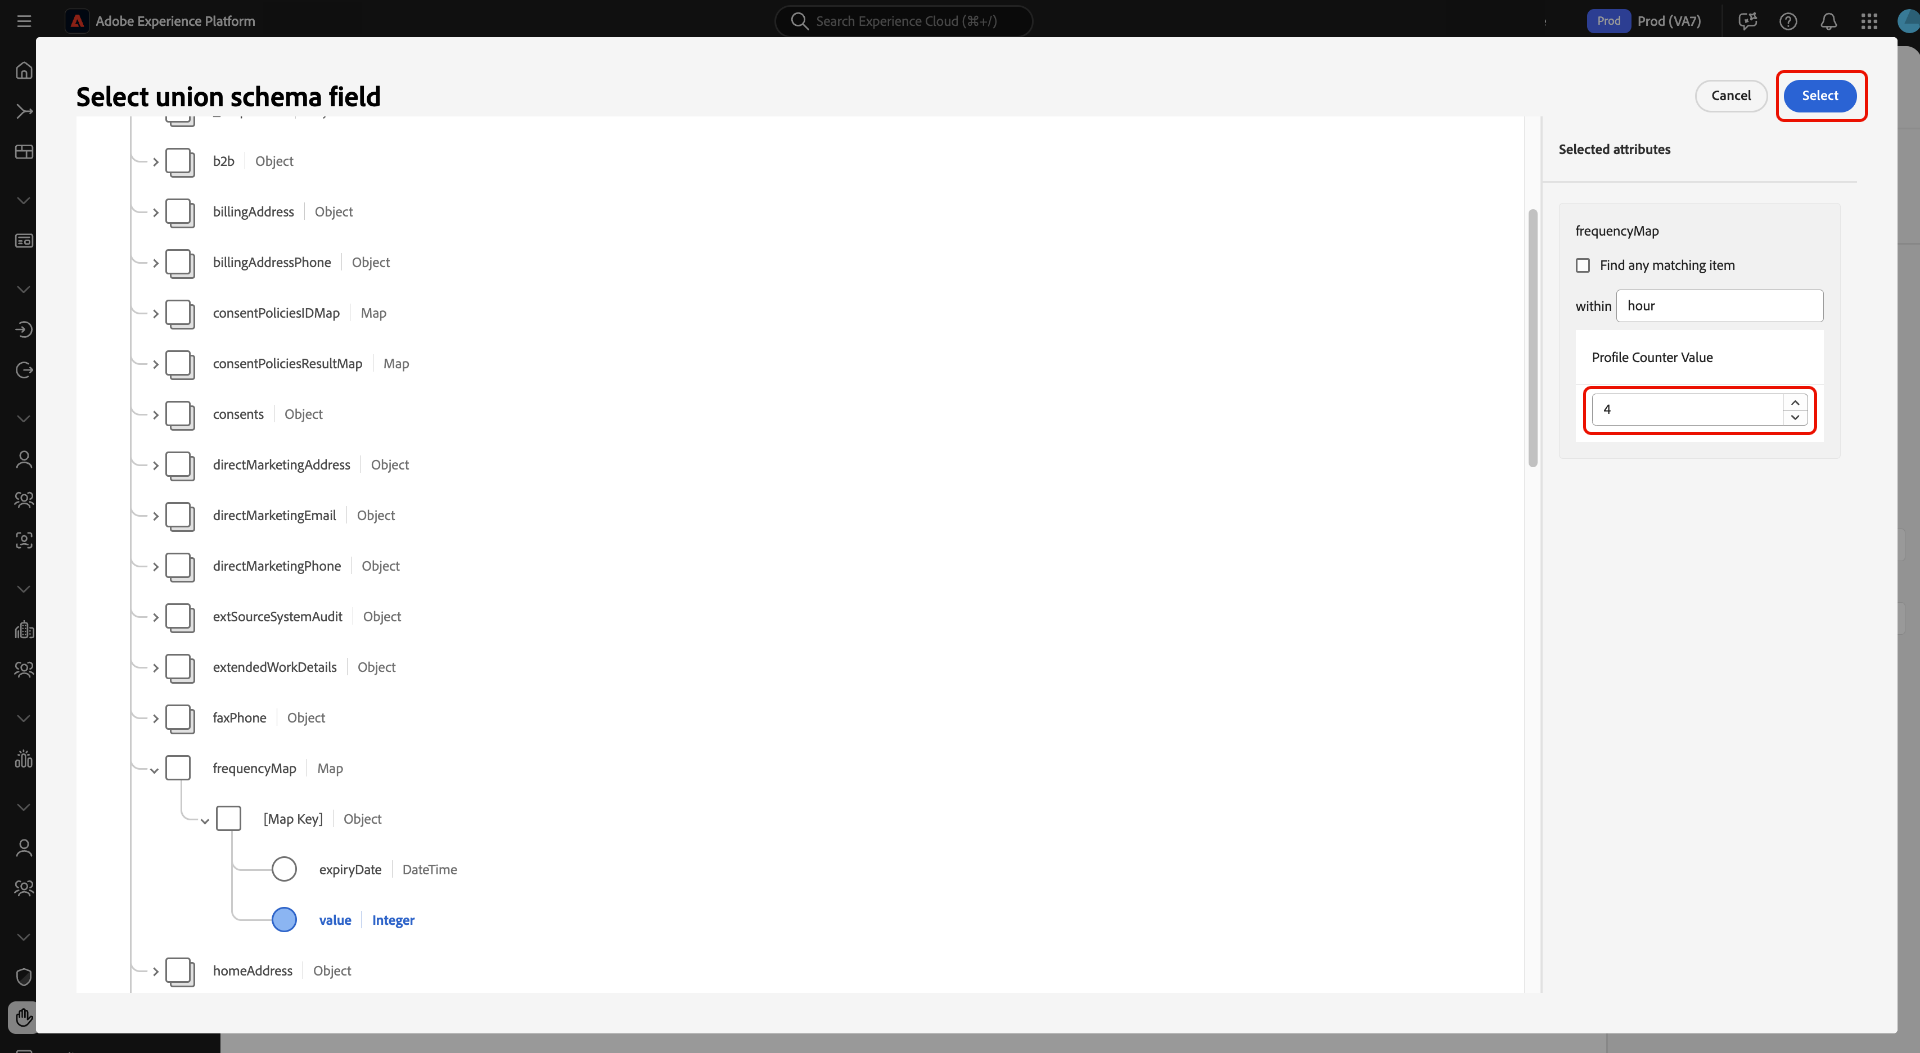 Adobe Experience Platform
Search Experience Cloud (⌘+/)
Prod
Prod (VA7)
Select union schema field
Cancel
Select
Selected attributes
b2b Object
billingAddress Object
billingAddressPhone Object
consentPoliciesIDMap Map
consentPoliciesResultMap Map
consents Object
directMarketingAddress Object
directMarketingEmail Object
directMarketingPhone Object
extSourceSystemAudit Object
extendedWorkDetails Object
faxPhone Object
frequencyMap Map
[Map Key] Object
expiryDate DateTime
value Integer
homeAddress Object
frequencyMap
Find any matching item
within hour
Profile Counter Value
4